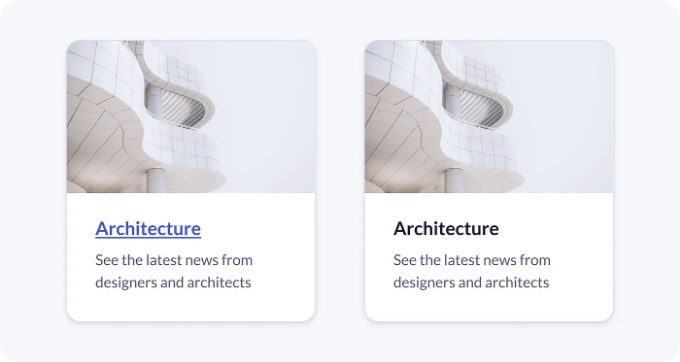 Architecture
See the latest news from
designers and architects
Architecture
See the latest news from
designers and architects